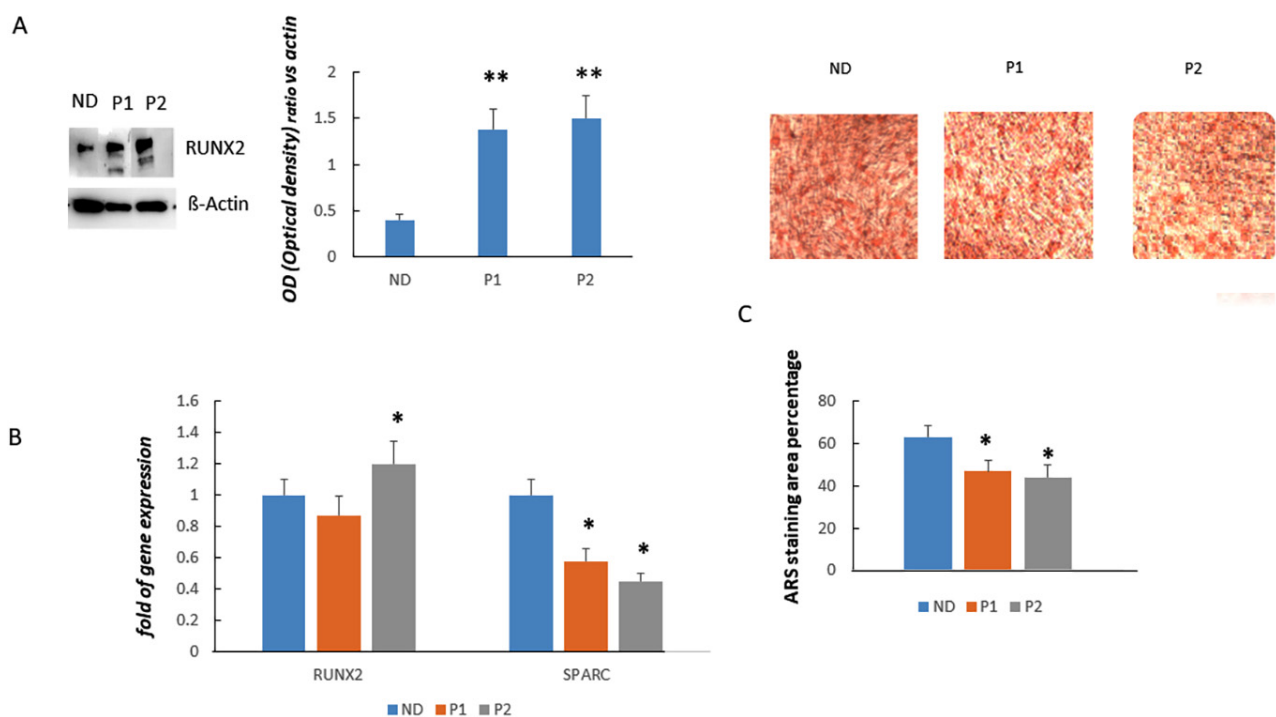 A
ND P1 P2
RUNX2
ß-Actin
OD (Optical density) ratio vs actin
2
1.5
1
0.5
0
** **
ND P1 P2
ND P1 P2
C
B
fold of gene expression
1.6
1.4
1.2
1
0.8
0.6
0.4
0.2
0
*
*
*
RUNX2 SPARC
ND P1 P2
ARS staining area percentage
80
60
40
20
0
*
*
ND P1 P2